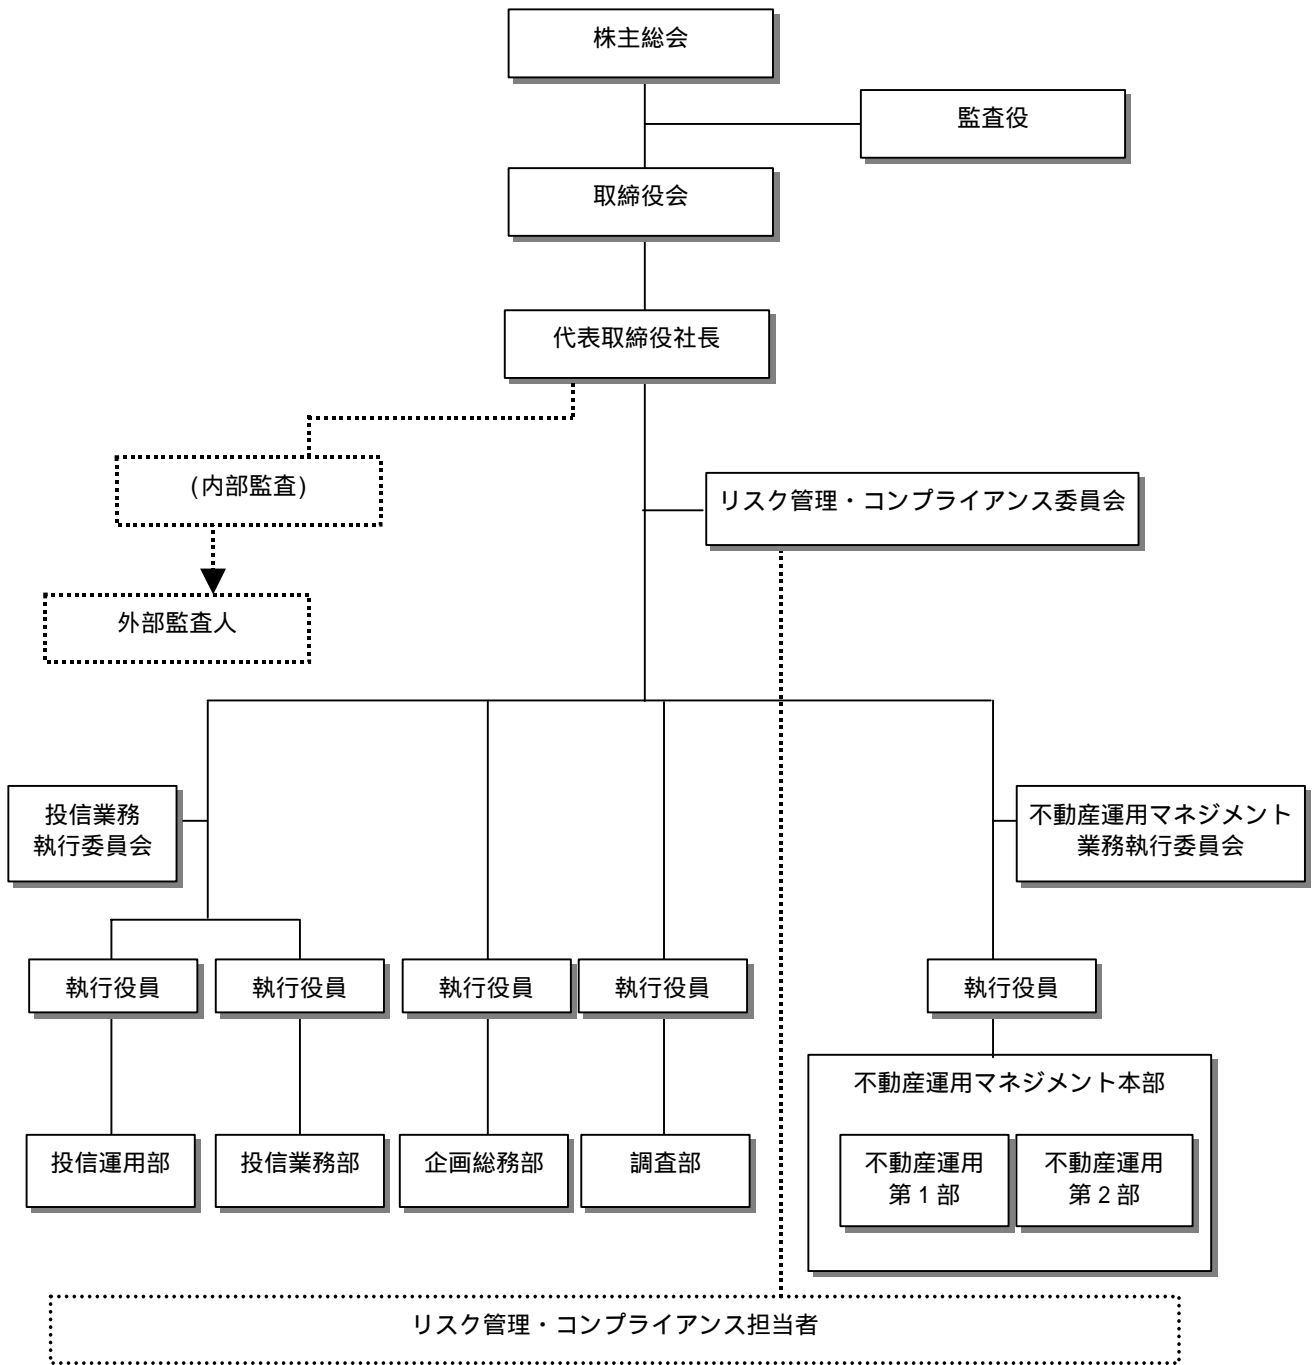 株主総会
監査役
取締役会
代表取締役社長
(内部監査)
リスク管理・コンプライアンス委員会
外部監査人
投信業務
執行委員会
不動産運用マネジメント
業務執行委員会
執行役員
執行役員
執行役員
執行役員
執行役員
不動産運用マネジメント本部
投信運用部
投信業務部
企画総務部
調査部
不動産運用
第1部
不動産運用
第2部
リスク管理・コンプライアンス担当者